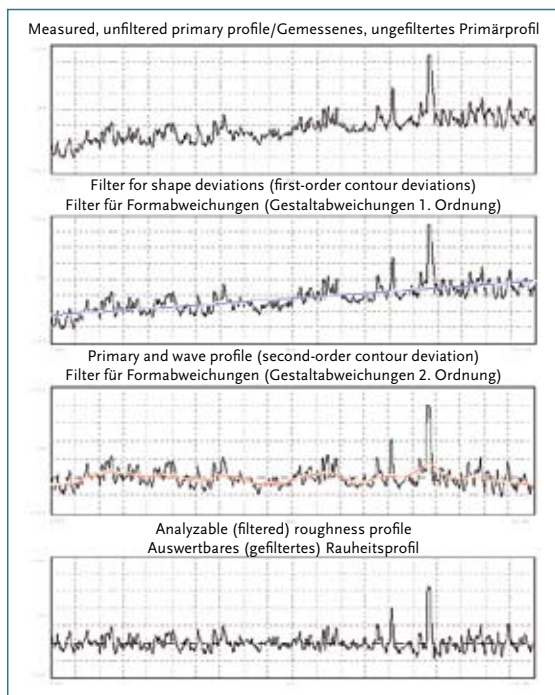 Measured, unfiltered primary profile/Gemessenes, ungefiltertes Primärprofil
Filter for shape deviations (first-order contour deviations)
Filter für Formabweichungen (Gestaltabweichungen 1. Ordnung)
Primary and wave profile (second-order contour deviation)
Filter für Formabweichungen (Gestaltabweichungen 2. Ordnung)
Analyzable (filtered) roughness profile
Auswertbares (gefiltertes) Rauheitsprofil